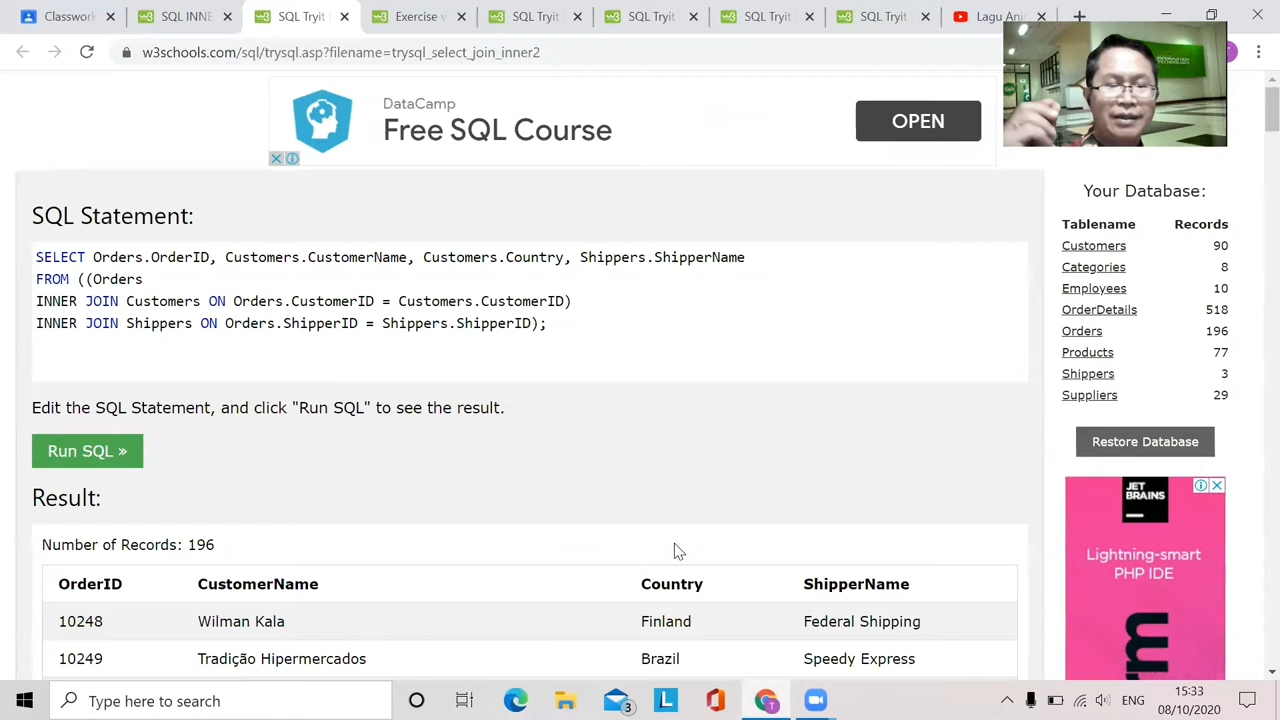 Classwork
SQL INNE
SQL Tryit
Exercise v
SQL Tryit
SQL Tryit
SQL Tryit
SQL Tryit
Lagu Ani
w3schools.com/sql/trysql.asp?filename=trysql_select_join_inner2
DataCamp
Free SQL Course
OPEN
SQL Statement:
SELECT Orders.OrderID, Customers.CustomerName, Customers.Country, Shippers.ShipperName
FROM ((Orders
INNER JOIN Customers ON Orders.CustomerID = Customers.CustomerID)
INNER JOIN Shippers ON Orders.ShipperID = Shippers.ShipperID);
Edit the SQL Statement, and click "Run SQL" to see the result.
Run SQL »
Result:
Number of Records: 196
OrderID CustomerName Country ShipperName
10248 Wilman Kala Finland Federal Shipping
10249 Tradição Hipermercados Brazil Speedy Express
Your Database:
Tablename Records
Customers 90
Categories 8
Employees 10
OrderDetails 518
Orders 196
Products 77
Shippers 3
Suppliers 29
Restore Database
JET
BRAINS
Lightning-smart
PHP IDE
Type here to search
3
ENG
15:33
08/10/2020